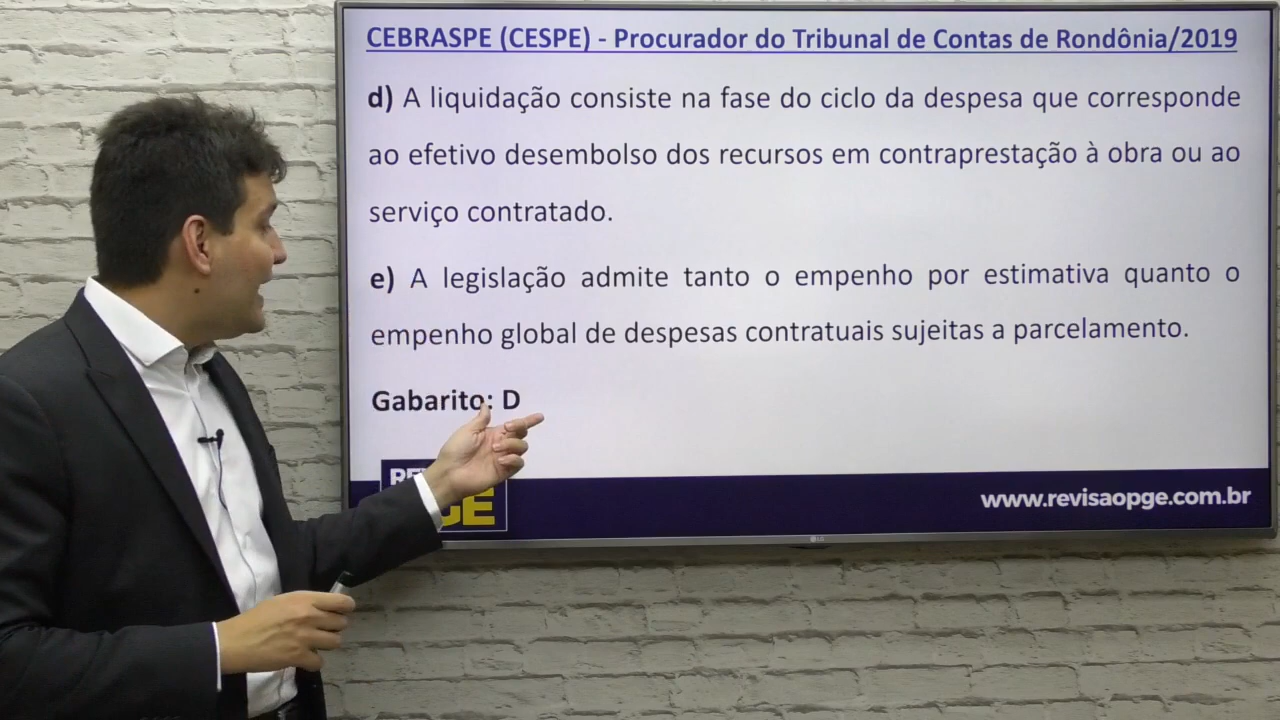 CEBRASPE (CESPE) - Procurador do Tribunal de Contas de Rondônia/2019
d) A liquidação consiste na fase do ciclo da despesa que corresponde
ao efetivo desembolso dos recursos em contraprestação à obra ou ao
serviço contratado.
e) A legislação admite tanto o empenho por estimativa quanto o
empenho global de despesas contratuais sujeitas a parcelamento.
Gabarito: D
www.revisaopge.com.br
LG